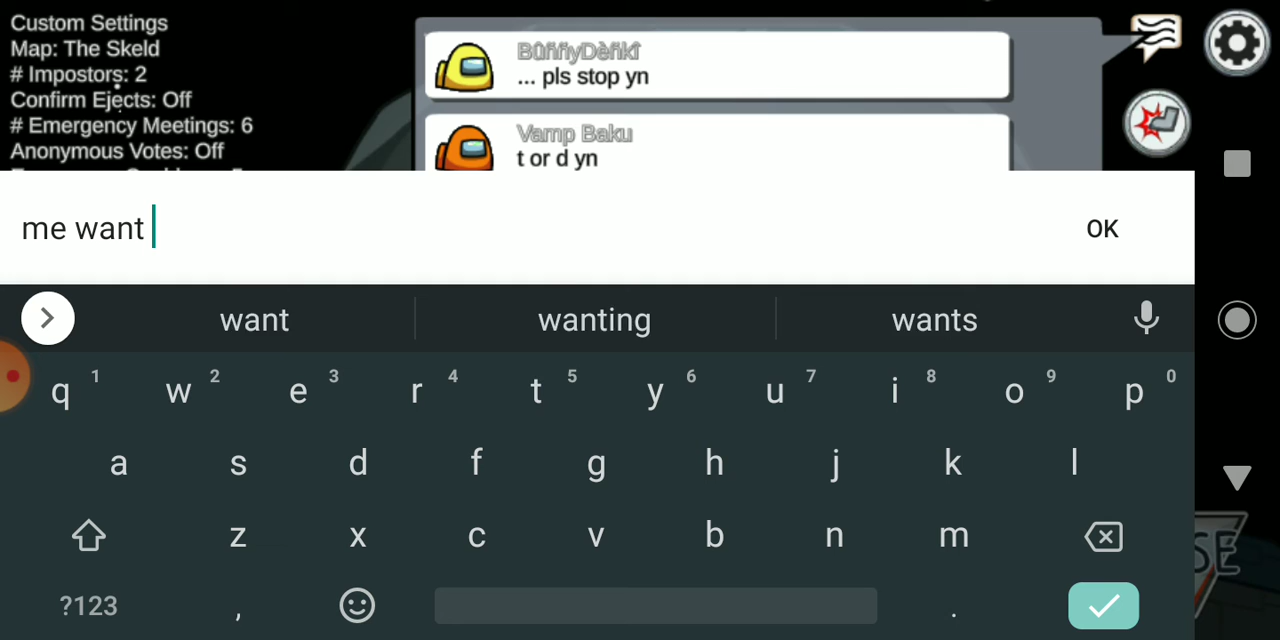 Custom Settings
Map: The Skeld
# Impostors: 2
Confirm Ejects: Off
# Emergency Meetings: 6
Anonymous Votes: Off
BûññyDèñkî
... pls stop yn
Vamp Baku
t or d yn
me want
OK
want wanting wants
q 1 w 2 e 3 r 4 t 5 y 6 u 7 i 8 o 9 p 0
a s d f g h j k l
z x c v b n m
?123 , .